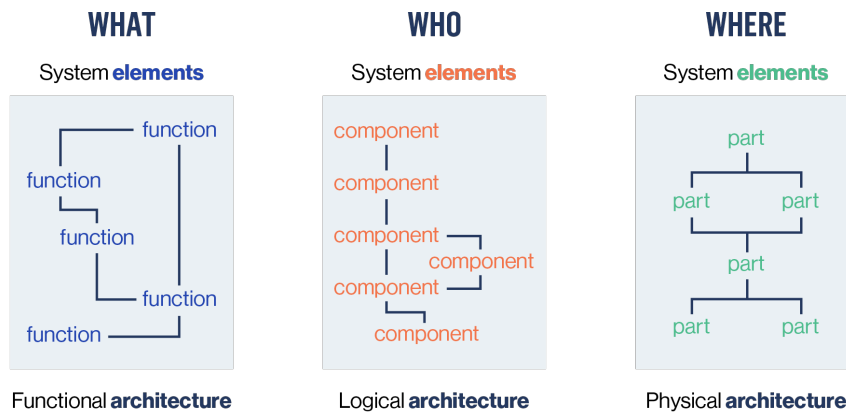 WHAT
System elements
function
function
function
function
function
Functional architecture
WHO
System elements
component
component
component
component
component
component
Logical architecture
WHERE
System elements
part
part part
part
part part
Physical architecture